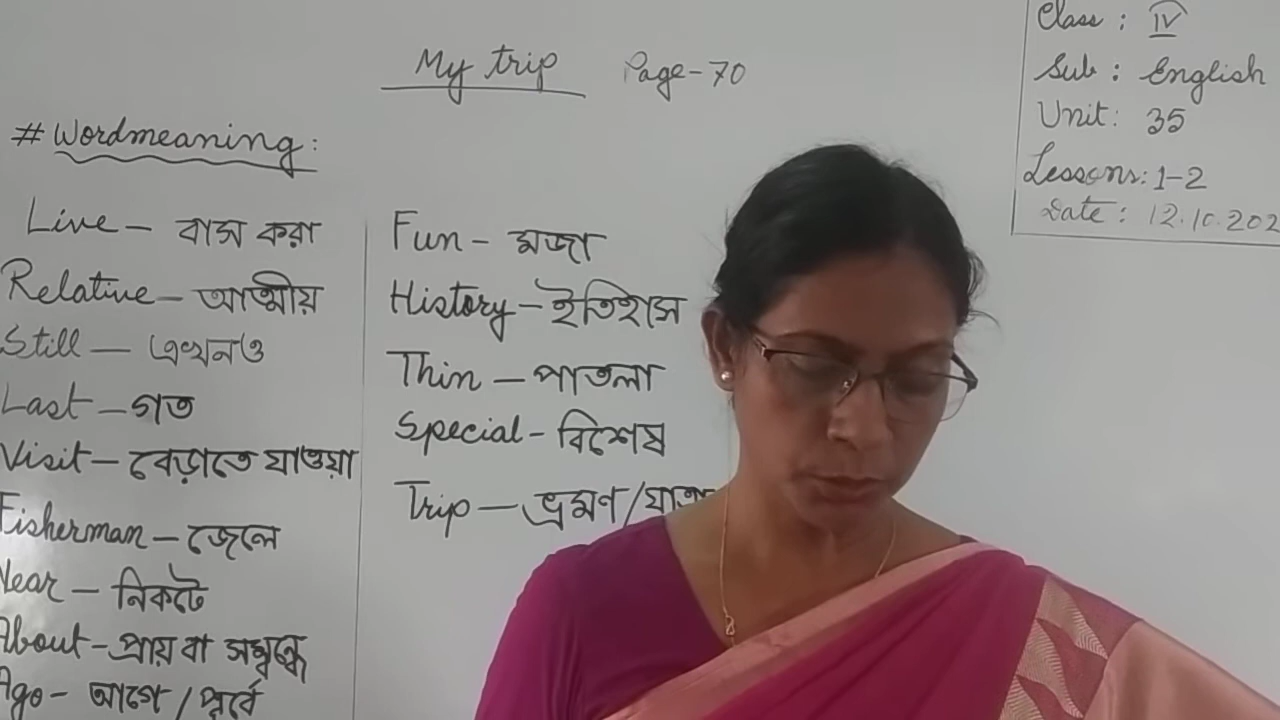 My trip Page-70
Class : IV
Sub : English
Unit: 35
Lessons: 1-2
Date : 12.10.202
# Wordmeaning:
Live - বাস করা
Relative - আত্মীয়
Still - এখনও
Last - গত
Visit - বেড়াতে যাওয়া
Fisherman - জেলে
Near - নিকটে
About - প্রায় বা সম্বন্ধে
Ago - আগে / পূর্বে
Fun - মজা
History - ইতিহাস
Thin - পাতলা
Special - বিশেষ
Trip - ভ্রমণ /